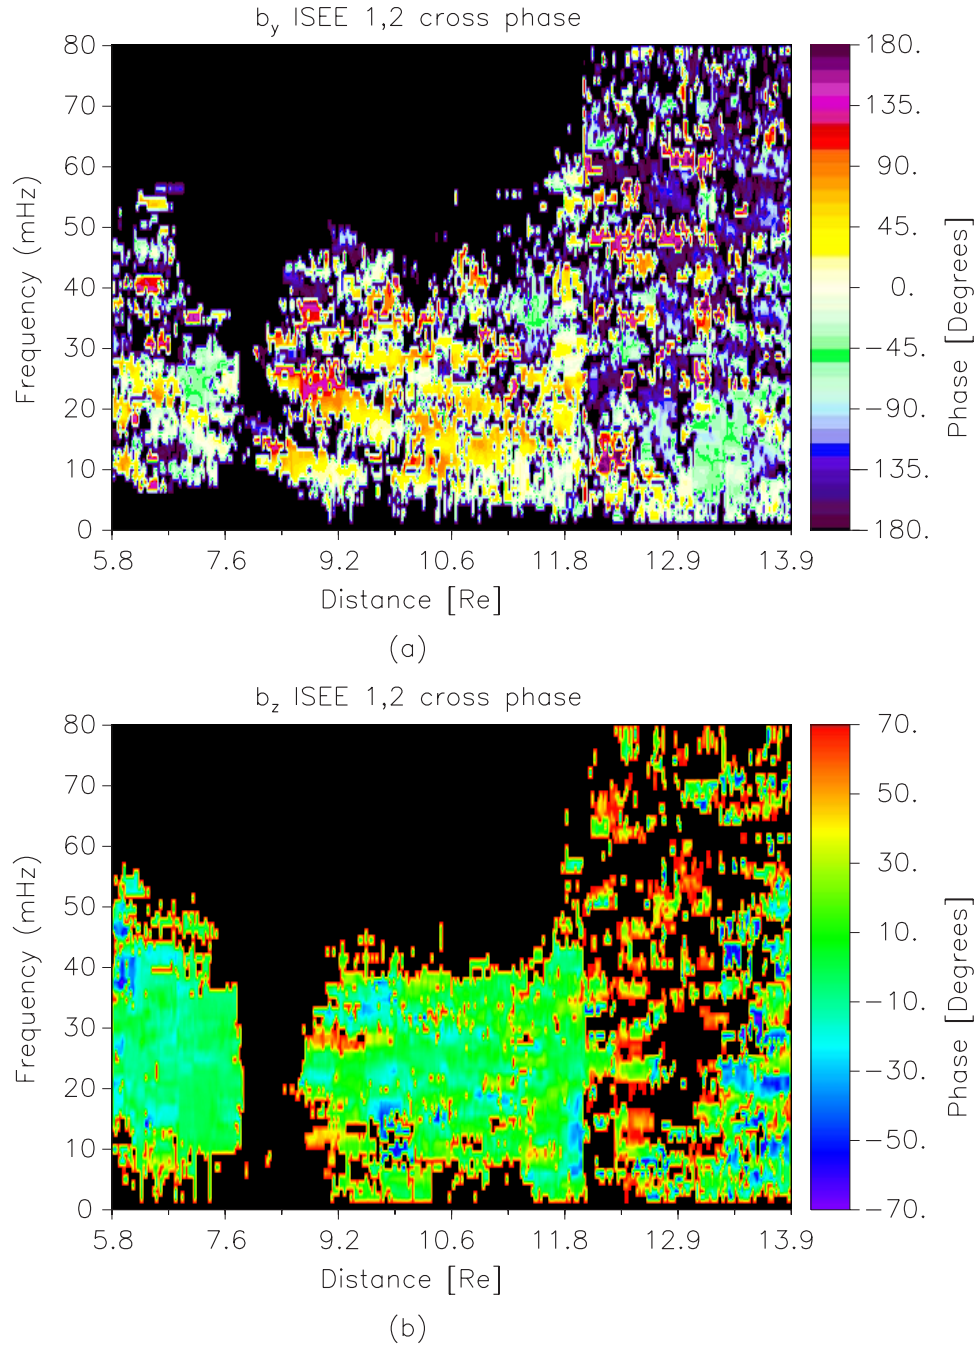 b_y ISEE 1,2 cross phase
80
70
60
50
40
30
20
10
0
Frequency (mHz)
5.8 7.6 9.2 10.6 11.8 12.9 13.9
Distance [Re]
180.
135.
90.
45.
0.
−45.
−90.
135.
180.
Phase [Degrees]
(a)
b_z ISEE 1,2 cross phase
80
70
60
50
40
30
20
10
0
Frequency (mHz)
5.8 7.6 9.2 10.6 11.8 12.9 13.9
Distance [Re]
70.
50.
30.
10.
−10.
−30.
−50.
−70.
Phase [Degrees]
(b)